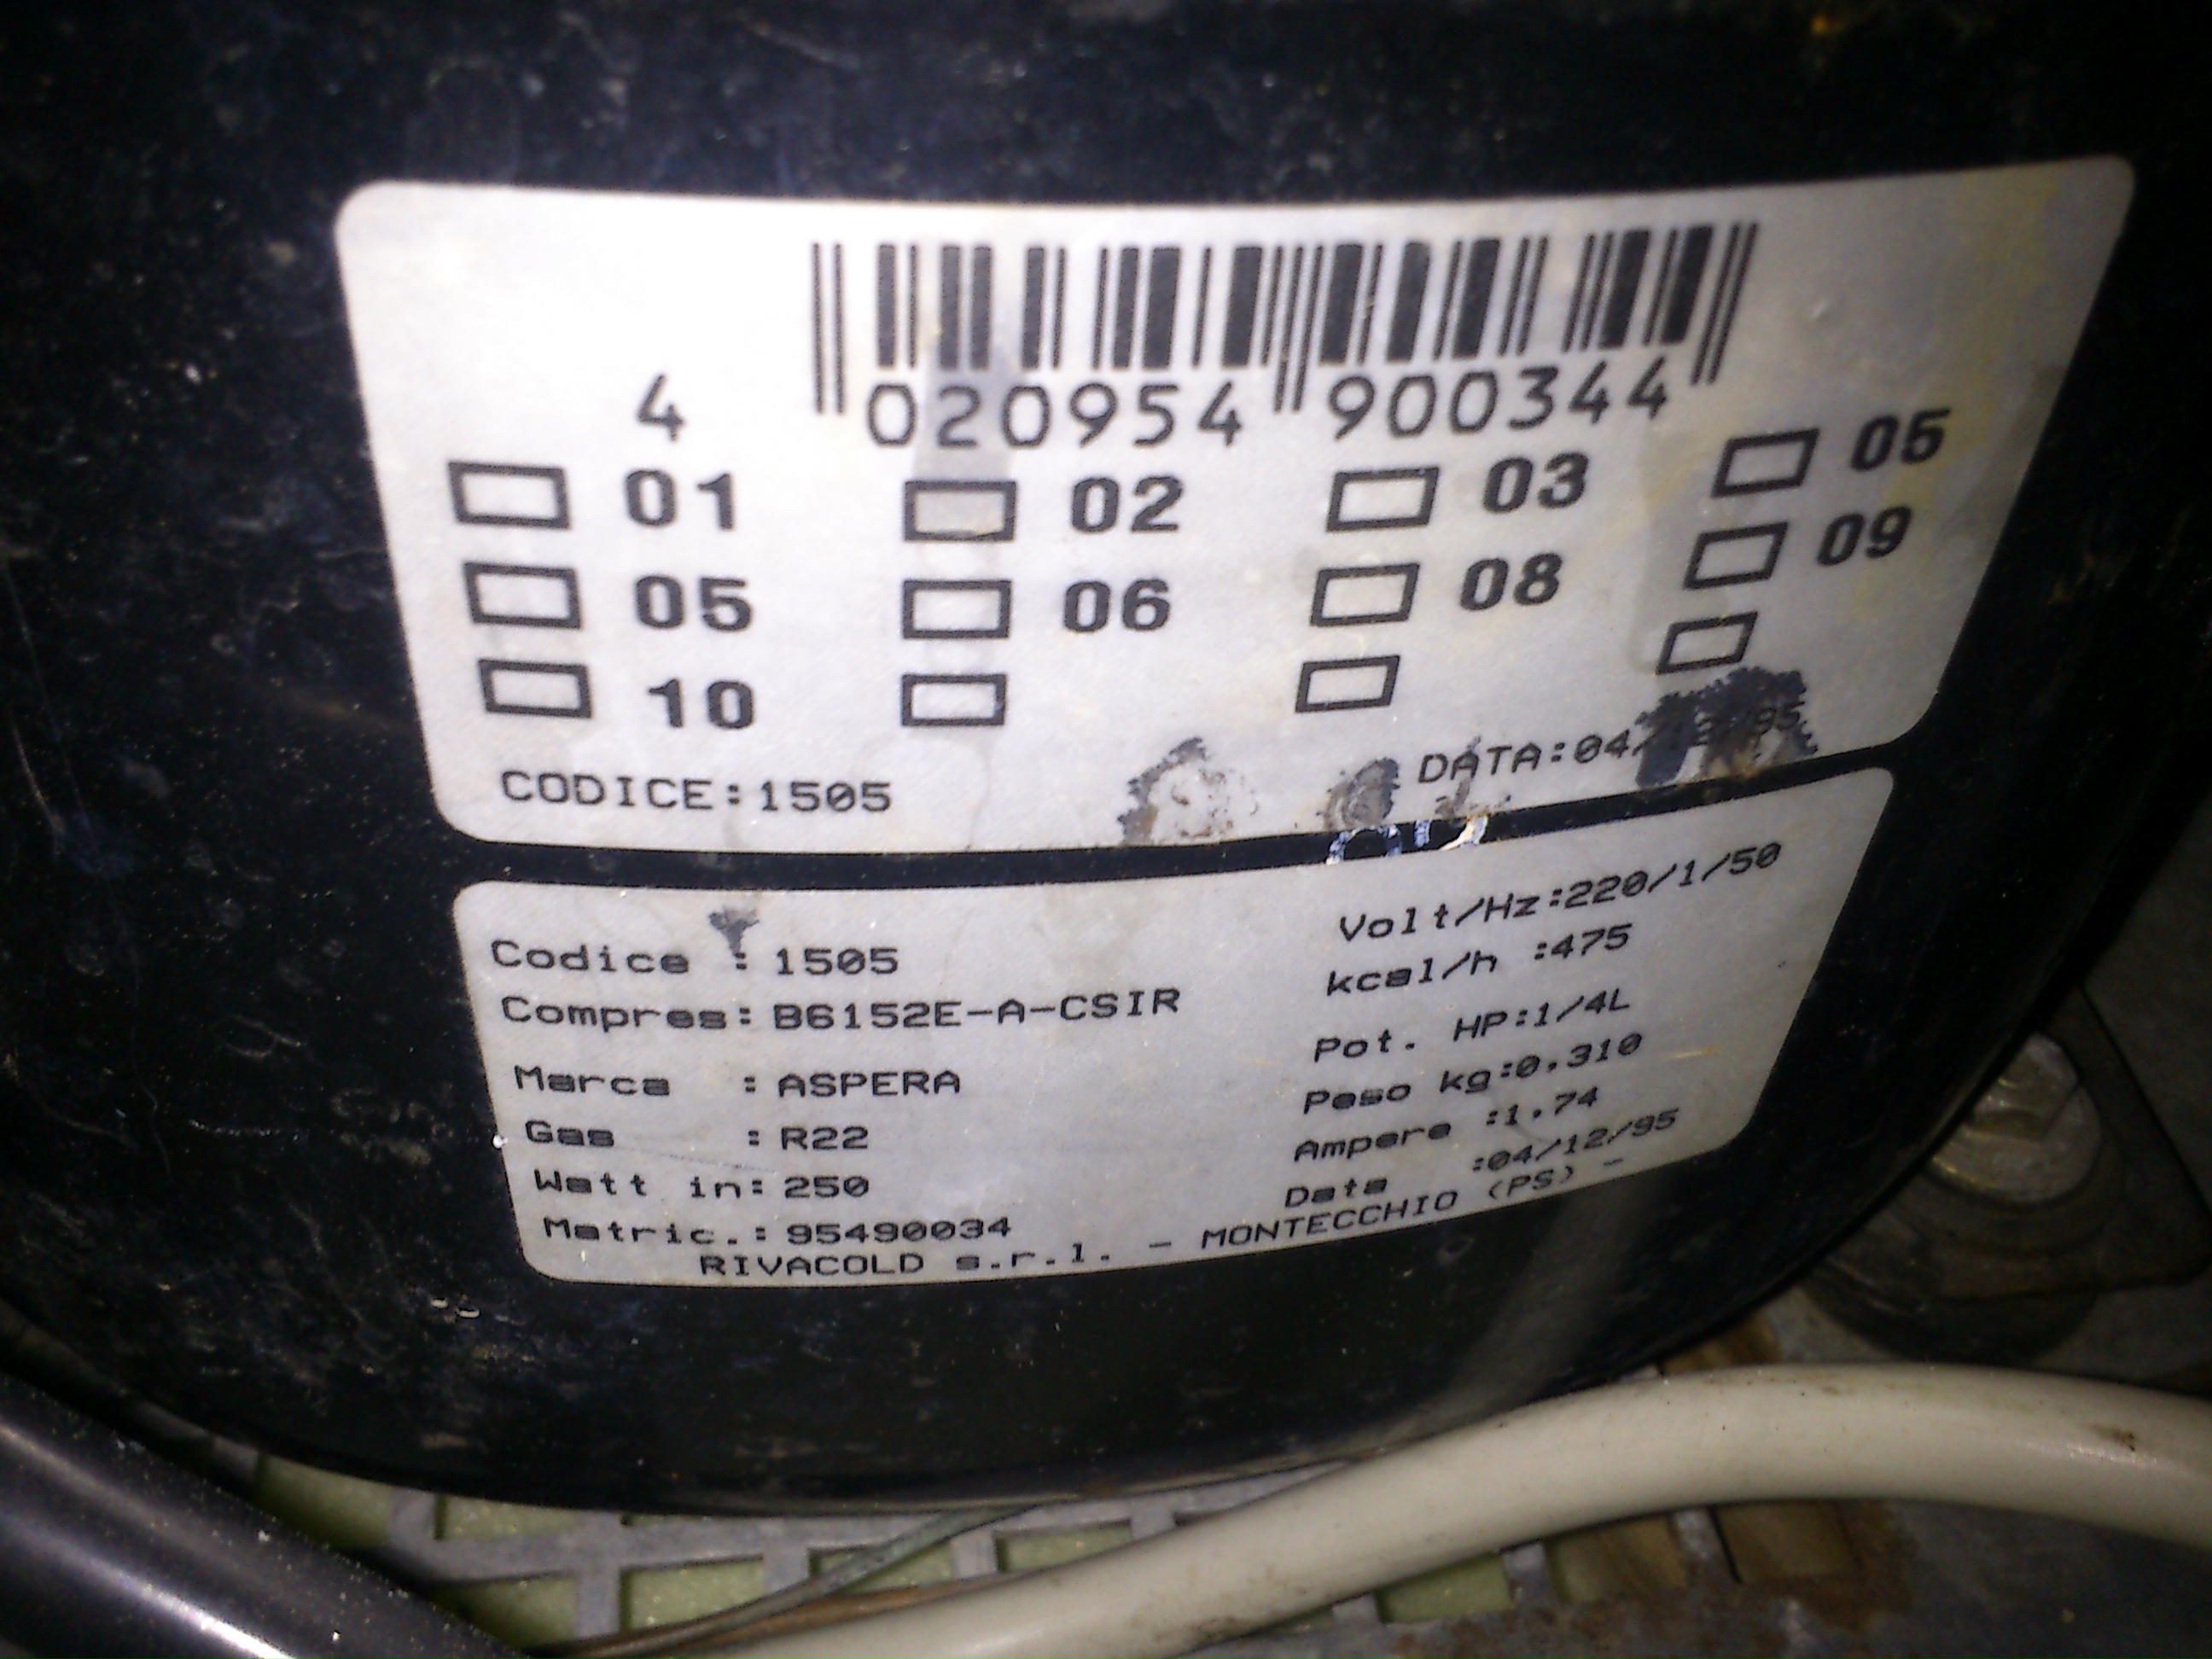 4 020954 900344
01 02 03 05
05 06 08 09
10
CODICE:1505 DATA:04/12/95
Codice : 1505 Volt/Hz:220/1/50
Compres: B6152E-A-CSIR kcal/h :475
Marca : ASPERA Pot. HP:1/4L
Gas : R22 Peso kg:0.310
Watt in: 250 Ampere :1.74
Matric.: 95490034 Data :04/12/95
RIVACOLD s.r.l. - MONTECCHIO (PS) -